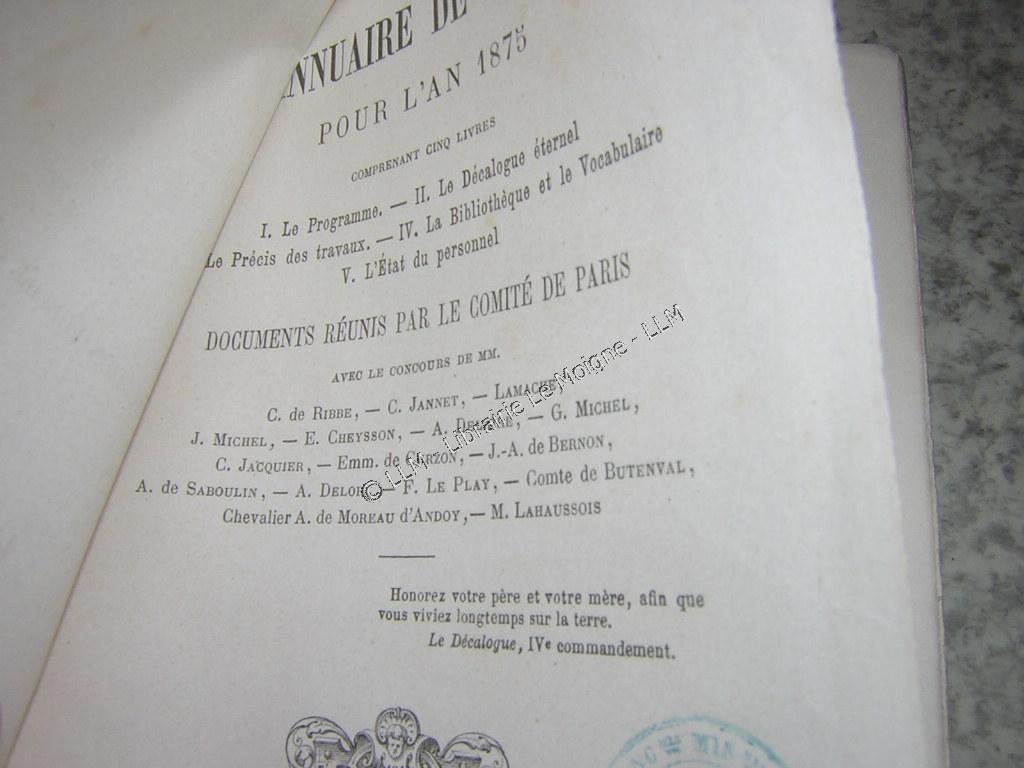 ANNUAIRE DE
POUR L'AN 1875
COMPRENANT CINQ LIVRES
I. Le Programme. — II. Le Décalogue éternel
Le Précis des travaux. — IV. La Bibliothèque et le Vocabulaire
V. L'État du personnel
DOCUMENTS RÉUNIS PAR LE COMITÉ DE PARIS
AVEC LE CONCOURS DE MM.
C. de RIBBE, — C. JANNET, — LAMACHE,
J. MICHEL, — E. CHEYSSON, — A. — G. MICHEL,
C. JACQUIER, — Emm. de CURZON, — J.-A. de BERNON,
A. de SABOULIN, — A. — F. LE PLAY, — Comte de BUTENVAL,
Chevalier A. de MOREAU d'ANDOY, — M. LAHAUSSOIS
Honorez votre père et votre mère, afin que
vous viviez longtemps sur la terre.
Le Décalogue, IVe commandement.
© LLM - Librairie Le Moigne - LLM